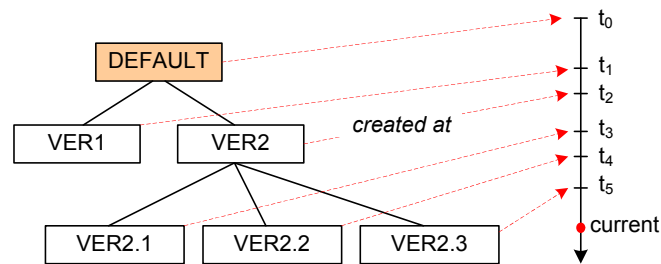 DEFAULT
t0
t1
t2
VER1
VER2
created at
t3
t4
t5
VER2.1
VER2.2
VER2.3
current